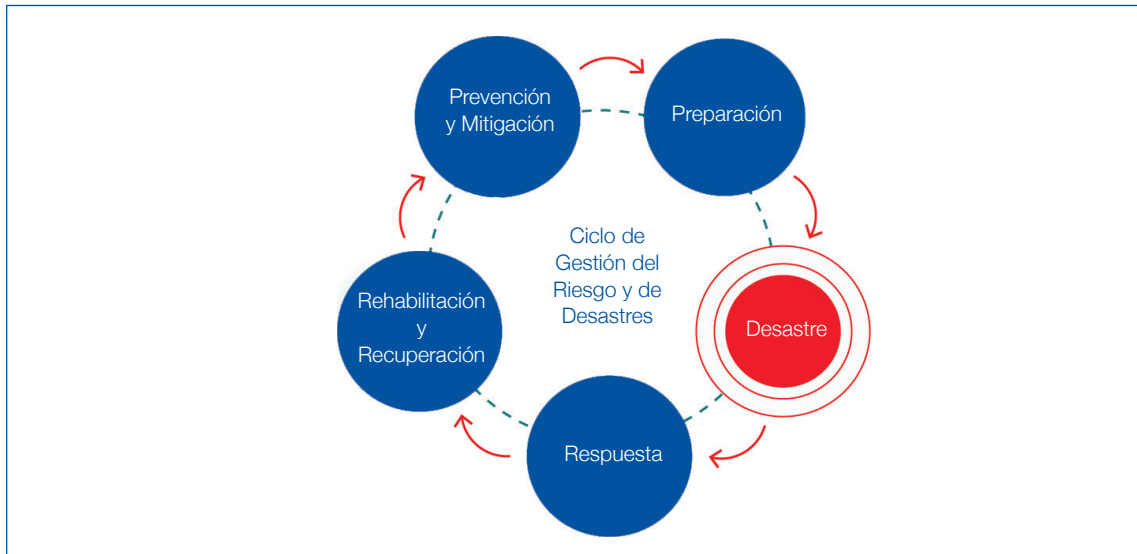 Prevención
y Mitigación
Preparación
Ciclo de
Gestión del
Riesgo y de
Desastres
Rehabilitación
y
Recuperación
Desastre
Respuesta